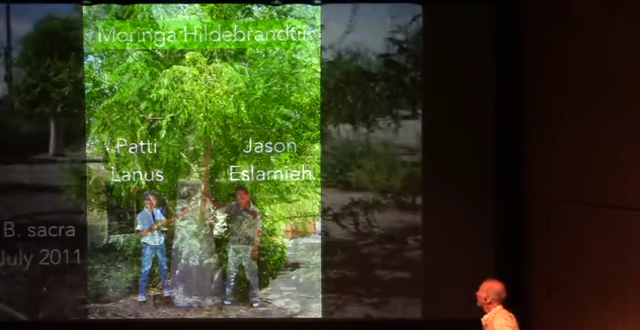 Moringa Hildebrandtii
Patti
Lanus
Jason
Eslamieh
B. sacra
July 2011